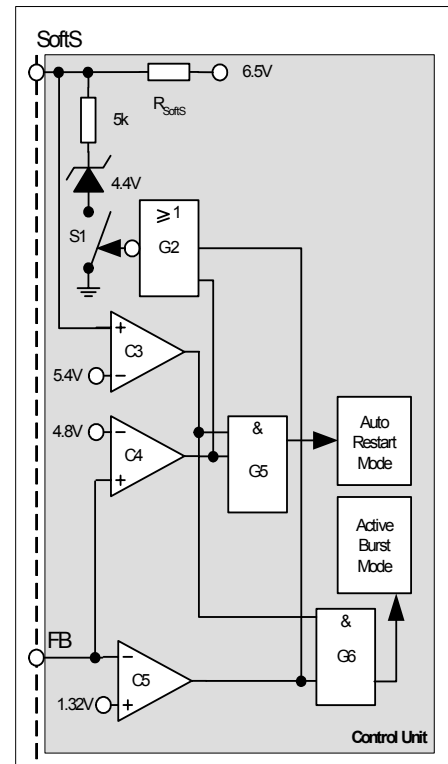 SoftS
6.5V
R SoftS
5k
4.4V
S1
≥1
G2
+
C3
5.4V
−
4.8V
−
C4
+
&
G5
Auto
Restart
Mode
Active
Burst
Mode
FB
−
C5
1.32V
+
&
G6
Control Unit